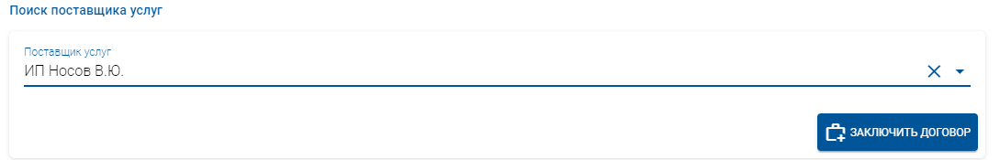 Поиск поставщика услуг
Поставщик услуг
ИП Носов В.Ю.
ЗАКЛЮЧИТЬ ДОГОВОР